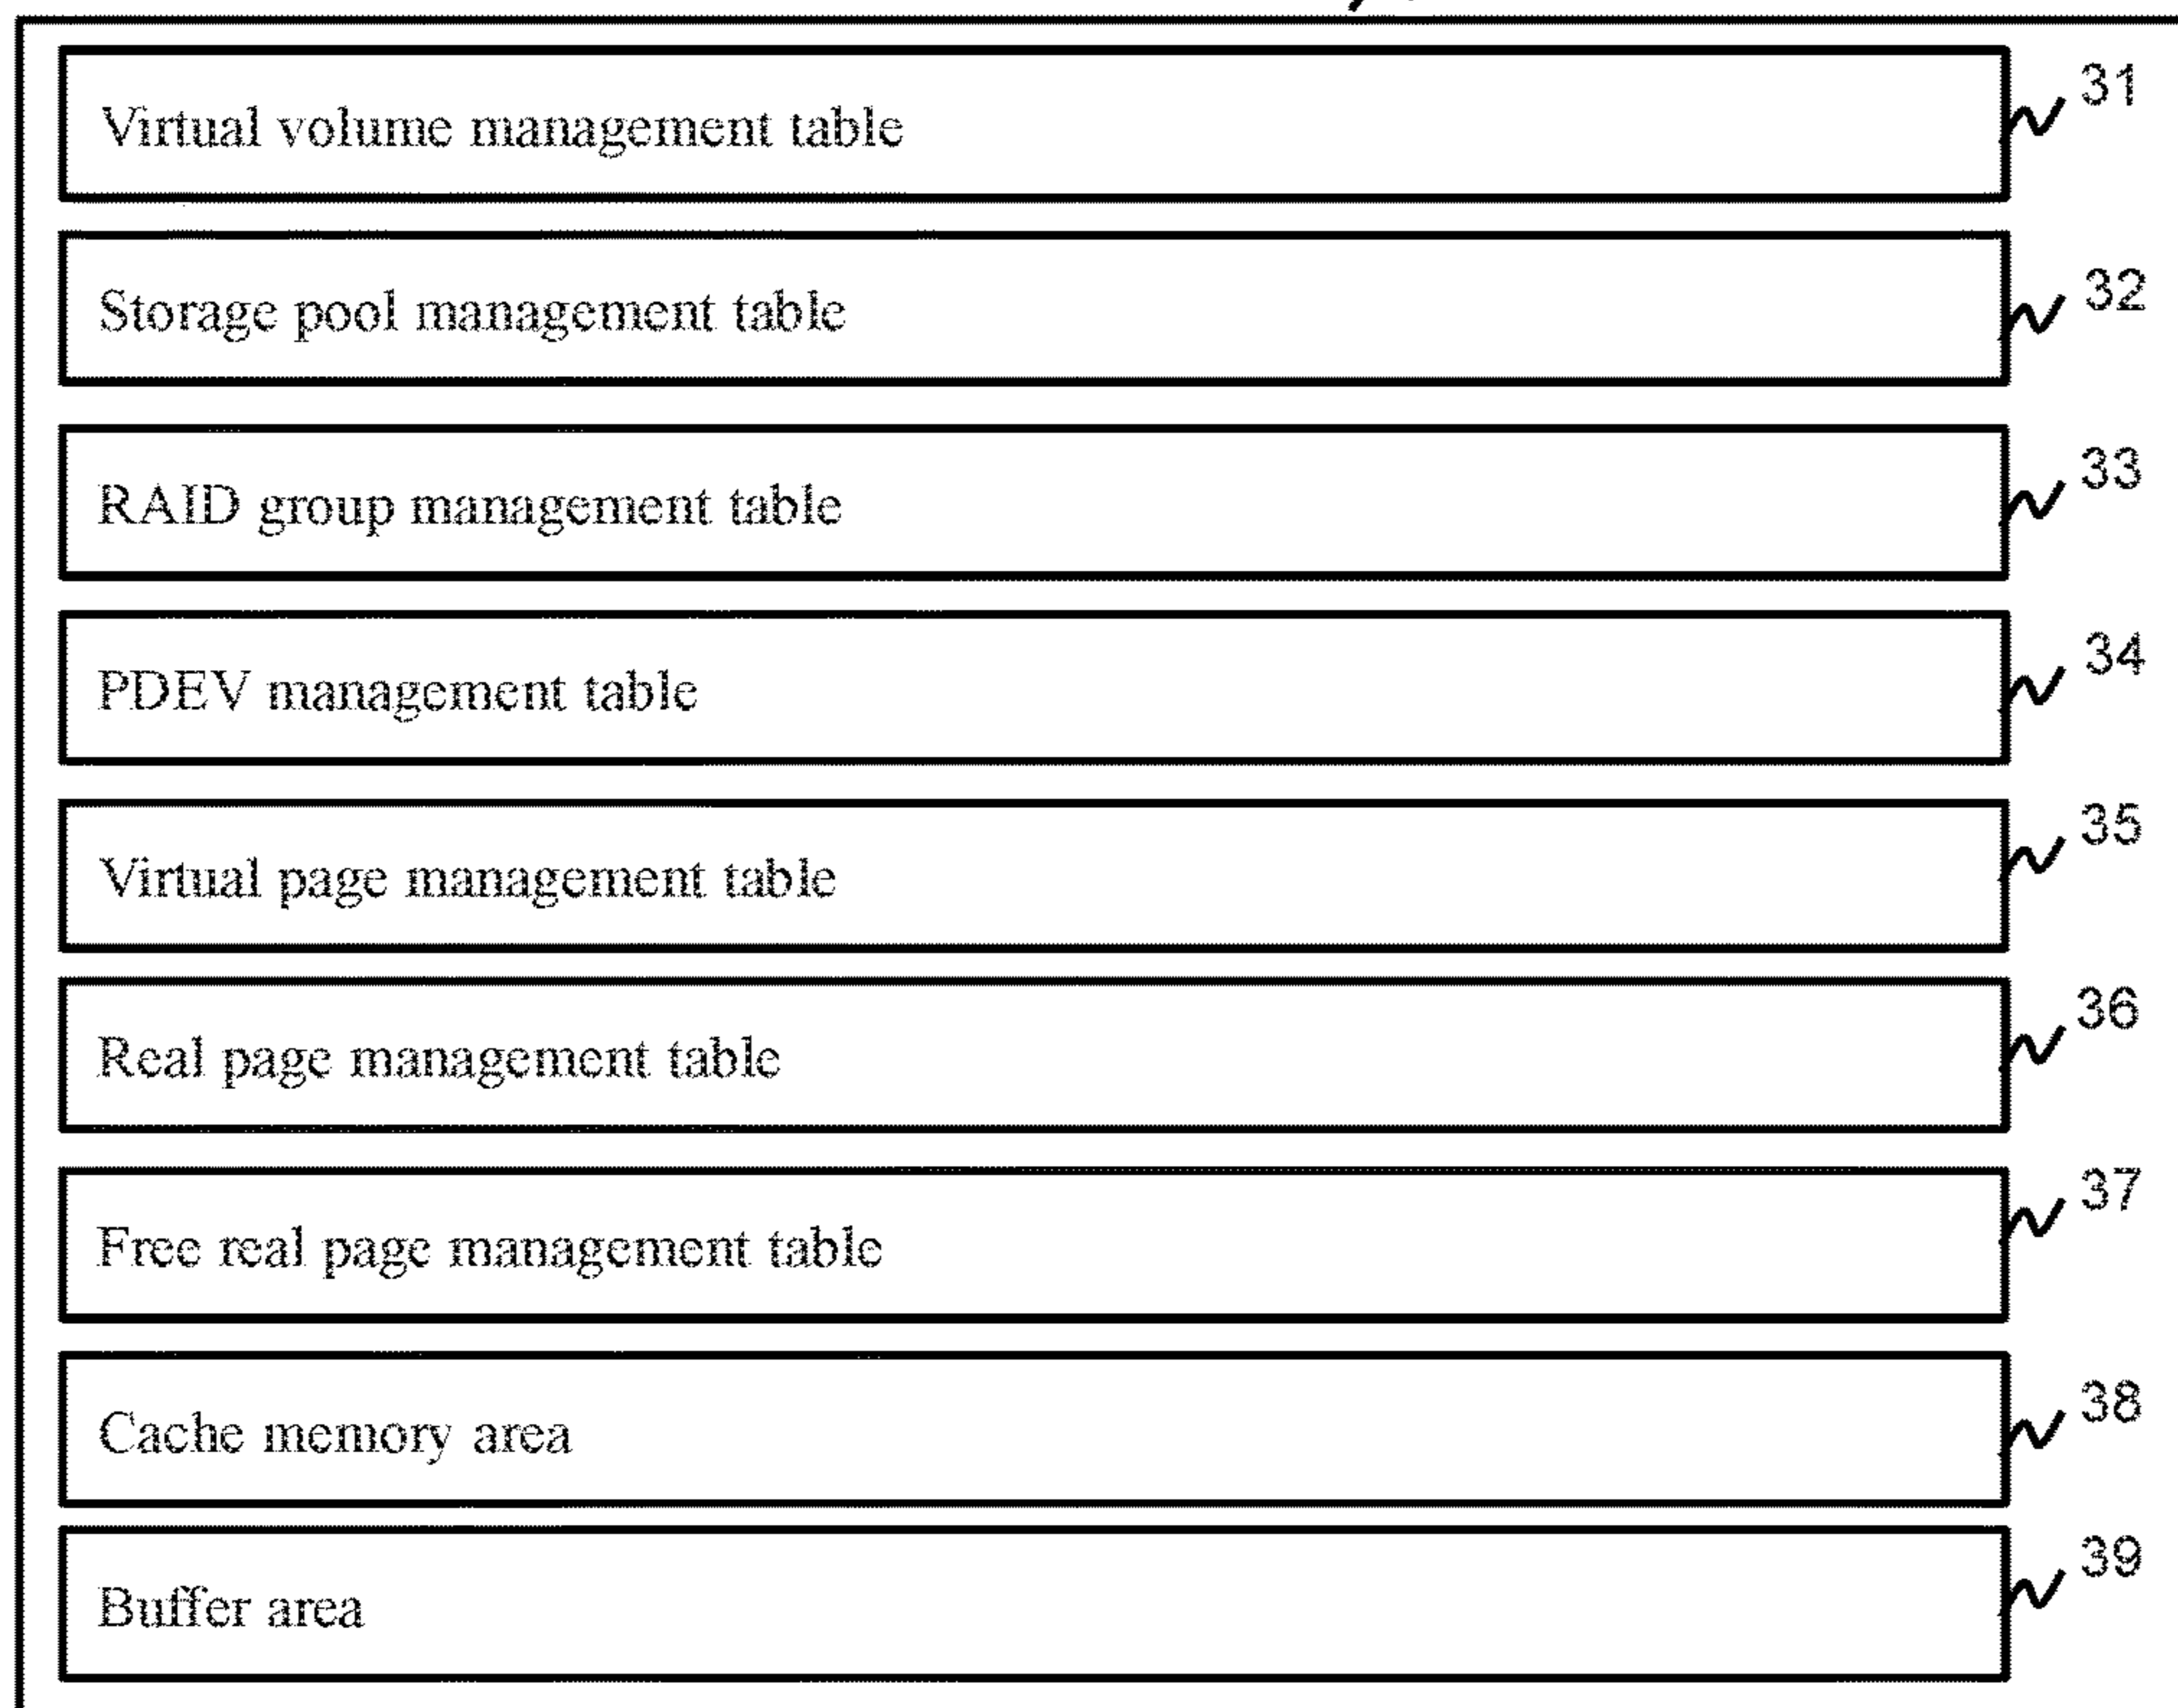 Virtual volume management table
31
Storage pool management table
32
RAID group management table
33
PDEV management table
34
Virtual page management table
35
Real page management table
36
Free real page management table
37
Cache memory area
38
Buffer area
39